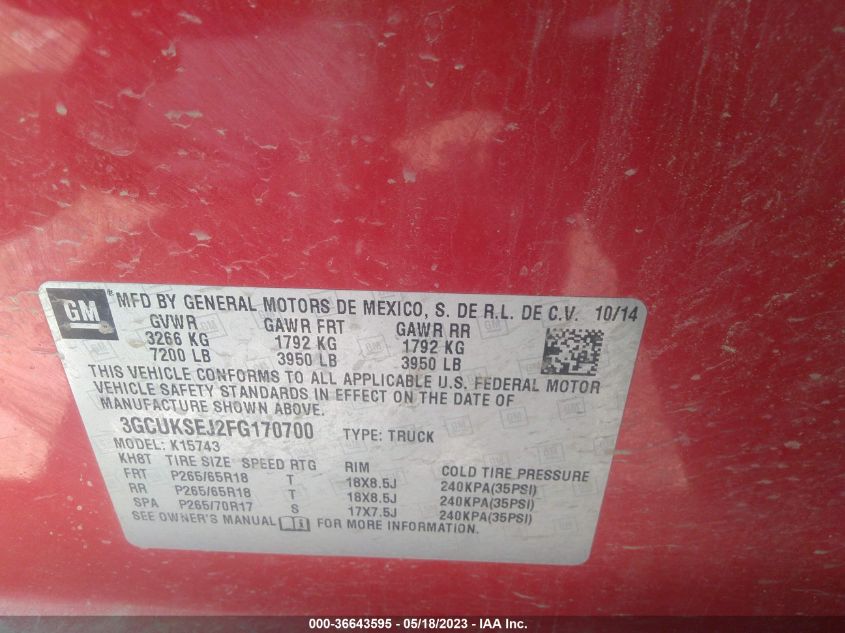 GM ® MFD BY GENERAL MOTORS DE MEXICO, S. DE R.L. DE C.V. 10/14
GVWR GAWR FRT GAWR RR
3266 KG 1792 KG 1792 KG
7200 LB 3950 LB 3950 LB
THIS VEHICLE CONFORMS TO ALL APPLICABLE U.S. FEDERAL MOTOR
VEHICLE SAFETY STANDARDS IN EFFECT ON THE DATE OF
MANUFACTURE SHOWN ABOVE.
3GCUKSEJ2FG170700 TYPE: TRUCK
MODEL: K15743
KH8T TIRE SIZE SPEED RTG RIM COLD TIRE PRESSURE
FRT P265/65R18 T 18X8.5J 240KPA(35PSI)
RR P265/65R18 T 18X8.5J 240KPA(35PSI)
SPA P265/70R17 S 17X7.5J 240KPA(35PSI)
SEE OWNER'S MANUAL FOR MORE INFORMATION.
000-36643595 - 05/18/2023 - IAA Inc.